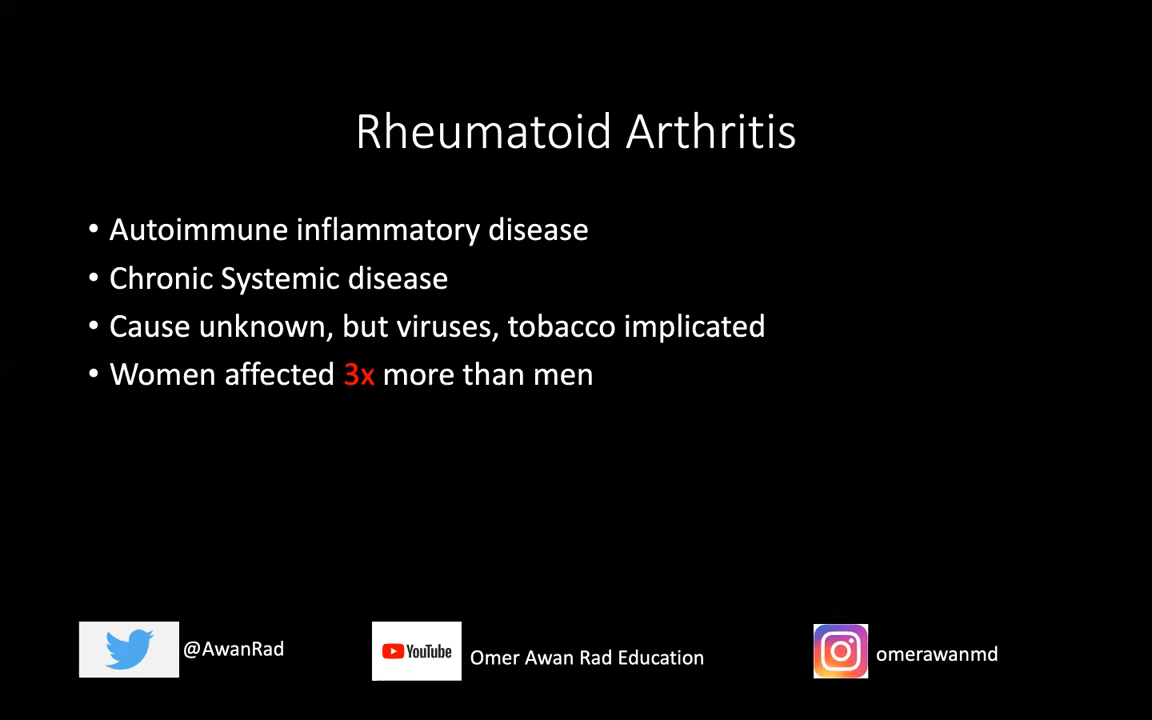 Rheumatoid Arthritis
• Autoimmune inflammatory disease
• Chronic Systemic disease
• Cause unknown, but viruses, tobacco implicated
• Women affected 3x more than men
@AwanRad
YouTube
Omer Awan Rad Education
omerawanmd